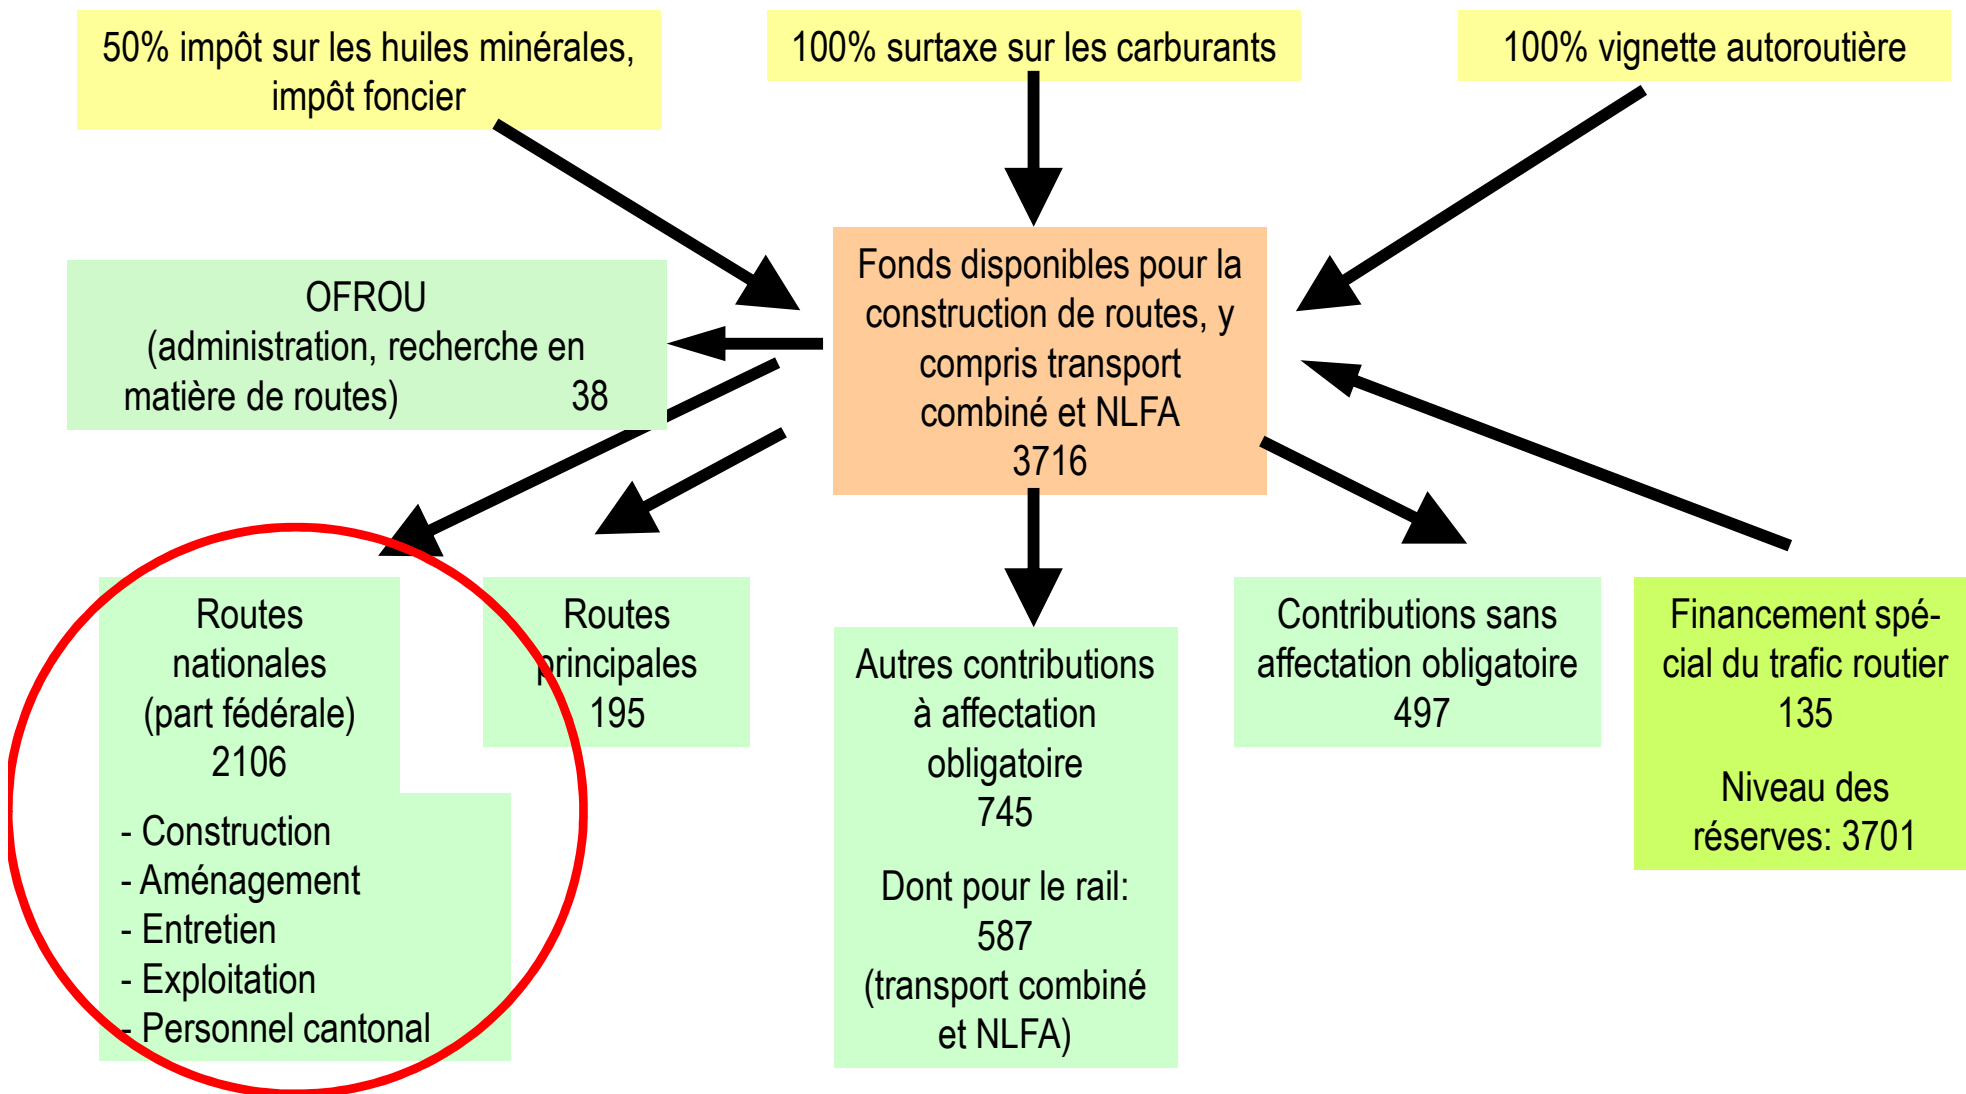 50% impôt sur les huiles minérales,
impôt foncier
100% surtaxe sur les carburants
100% vignette autoroutière
OFROU
(administration, recherche en
matière de routes) 38
Fonds disponibles pour la
construction de routes, y
compris transport
combiné et NLFA
3716
Routes
nationales
(part fédérale)
2106
- Construction
- Aménagement
- Entretien
- Exploitation
- Personnel cantonal
Routes
principales
195
Autres contributions
à affectation
obligatoire
745
Dont pour le rail:
587
(transport combiné
et NLFA)
Contributions sans
affectation obligatoire
497
Financement spé-
cial du trafic routier
135
Niveau des
réserves: 3701